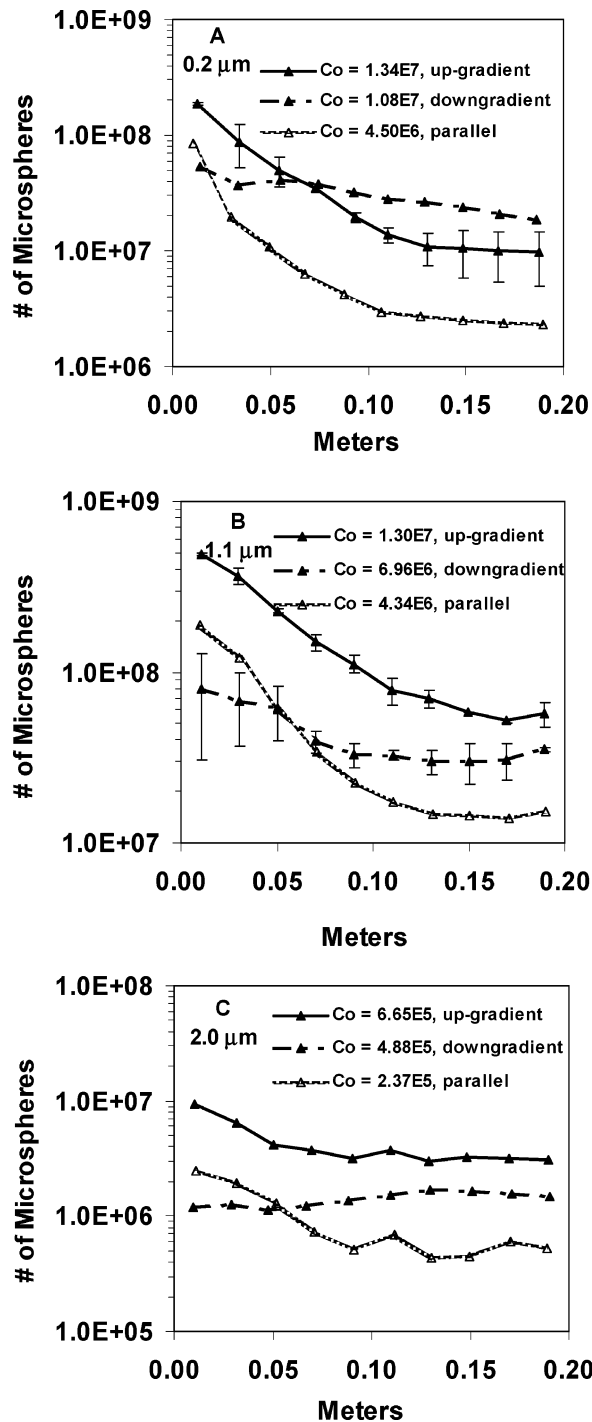 1.0E+09
A
0.2 µm
Co = 1.34E7, up-gradient
Co = 1.08E7, downgradient
Co = 4.50E6, parallel
1.0E+08
1.0E+07
1.0E+06
# of Microspheres
0.00 0.05 0.10 0.15 0.20
Meters
1.0E+09
B
1.1 µm
Co = 1.30E7, up-gradient
Co = 6.96E6, downgradient
Co = 4.34E6, parallel
1.0E+08
1.0E+07
# of Microspheres
0.00 0.05 0.10 0.15 0.20
Meters
1.0E+08
C
2.0 µm
Co = 6.65E5, up-gradient
Co = 4.88E5, downgradient
Co = 2.37E5, parallel
1.0E+07
1.0E+06
1.0E+05
# of Microspheres
0.00 0.05 0.10 0.15 0.20
Meters